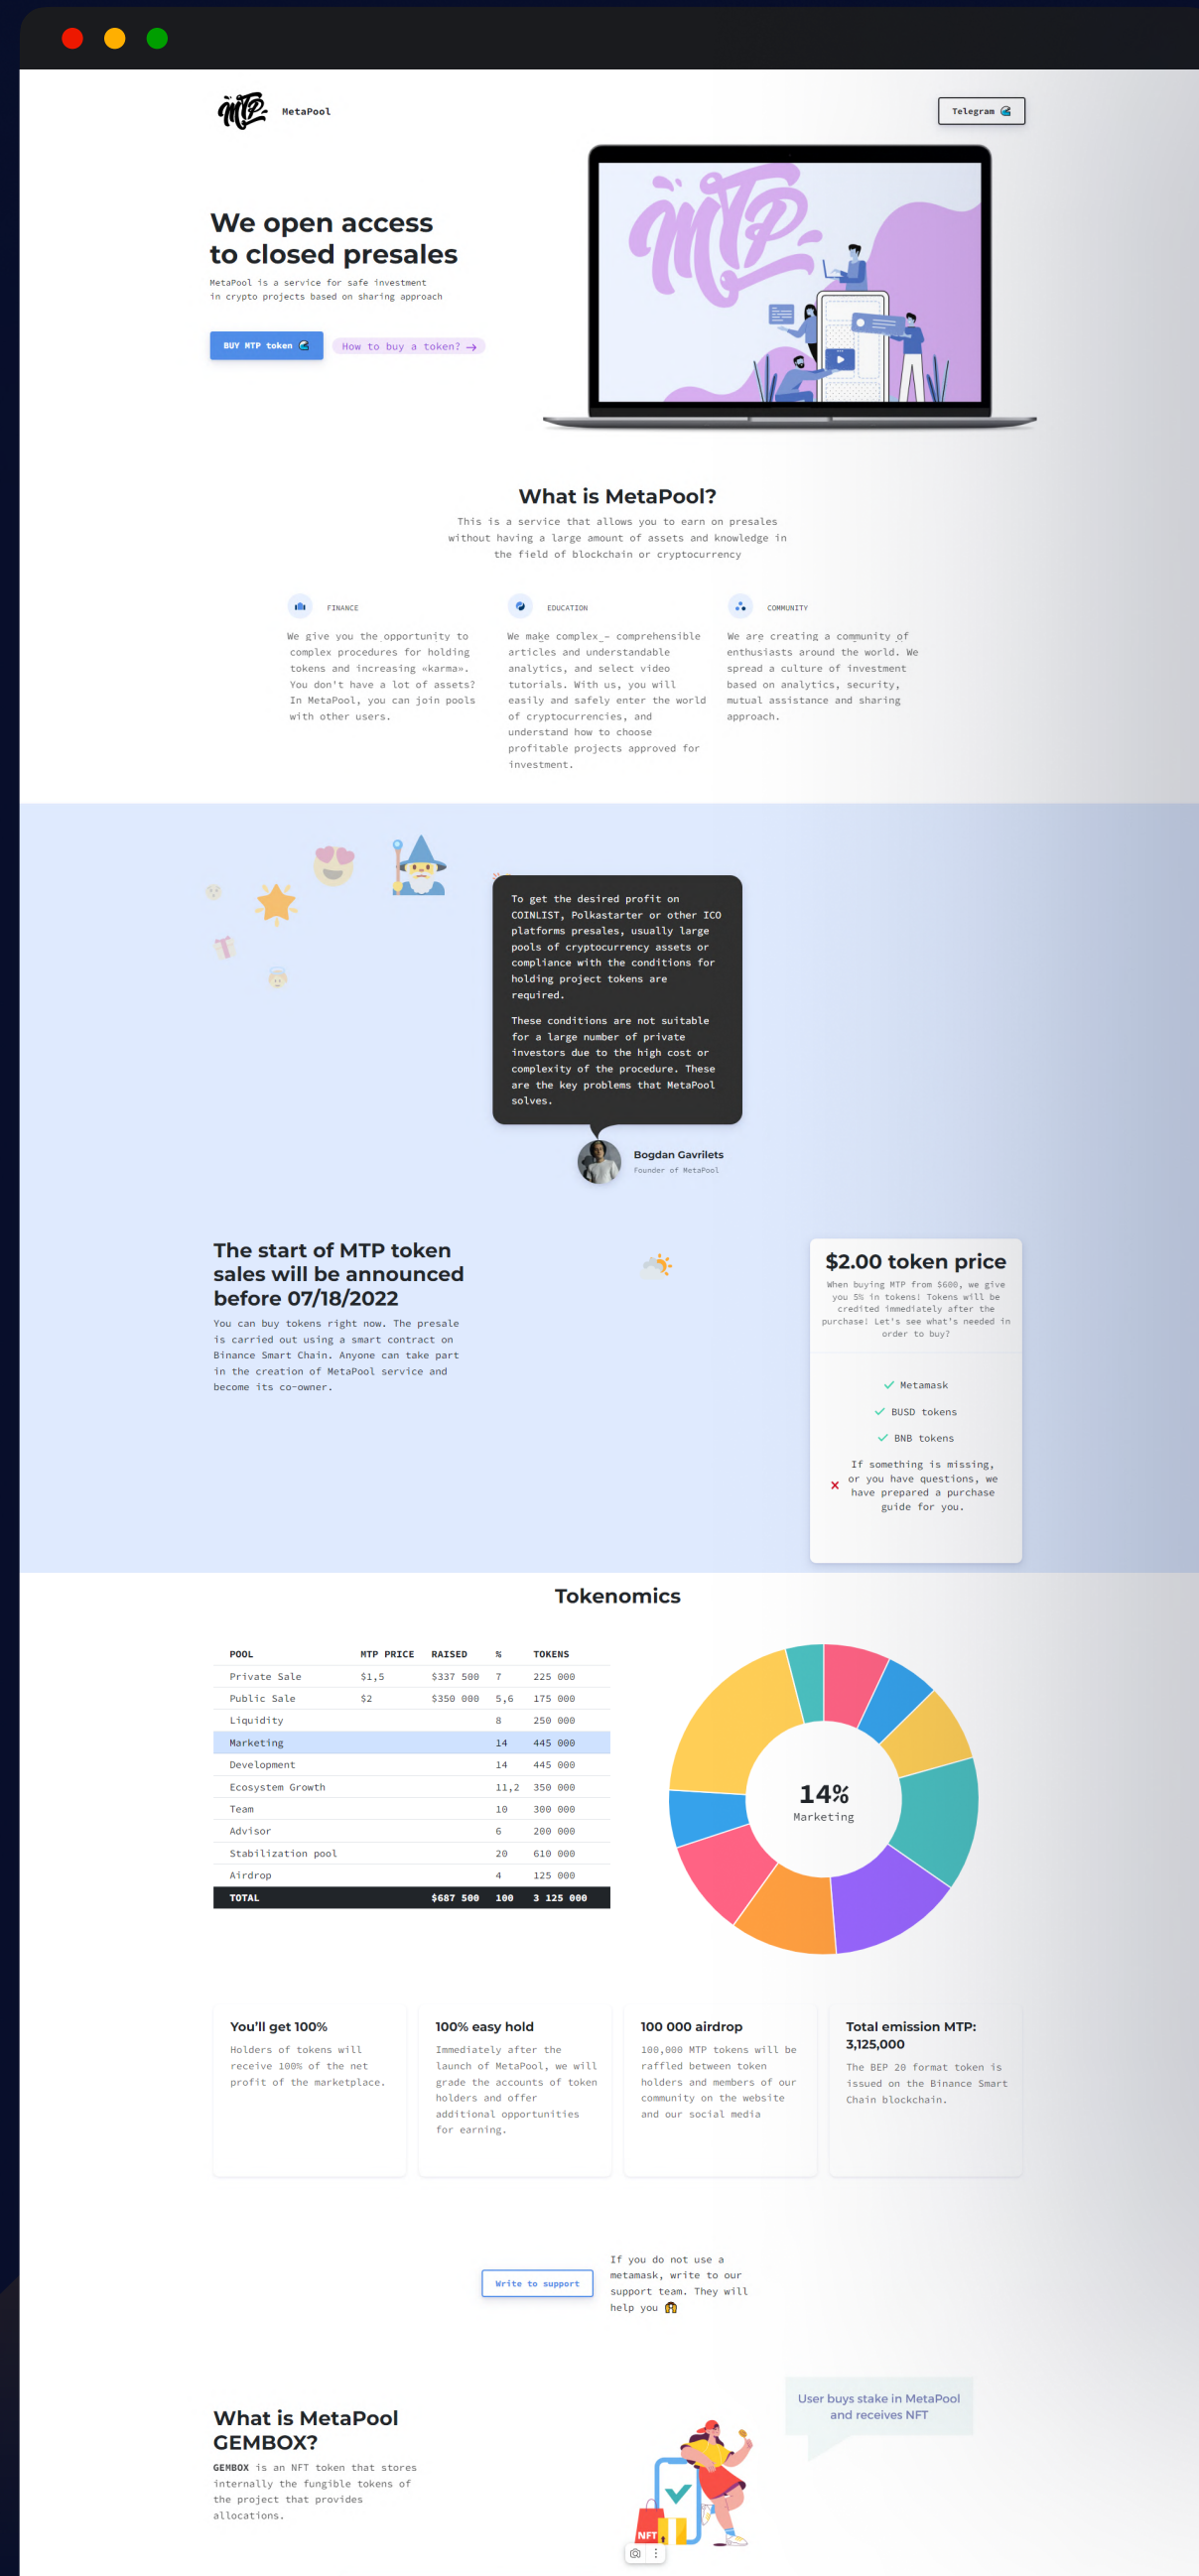 MTP MetaPool
Telegram
MTP
We open access
to closed presales
MetaPool is a service for safe investment
in crypto projects based on sharing approach
BUY MTP token
How to buy a token? →
What is MetaPool?
This is a service that allows you to earn on presales
without having a large amount of assets and knowledge in
the field of blockchain or cryptocurrency
FINANCE
We give you the opportunity to
complex procedures for holding
tokens and increasing «karma».
You don't have a lot of assets?
In MetaPool, you can join pools
with other users.
EDUCATION
We make complex – comprehensible
articles and understandable
analytics, and select video
tutorials. With us, you will
easily and safely enter the world
of cryptocurrencies, and
understand how to choose
profitable projects approved for
investment.
COMMUNITY
We are creating a community of
enthusiasts around the world. We
spread a culture of investment
based on analytics, security,
mutual assistance and sharing
approach.
To get the desired profit on
COINLIST, Polkastarter or other ICO
platforms presales, usually large
pools of cryptocurrency assets or
compliance with the conditions for
holding project tokens are
required.
These conditions are not suitable
for a large number of private
investors due to the high cost or
complexity of the procedure. These
are the key problems that MetaPool
solves.
Bogdan Gavrilets
Founder of MetaPool
The start of MTP token
sales will be announced
before 07/18/2022
You can buy tokens right now. The presale
is carried out using a smart contract on
Binance Smart Chain. Anyone can take part
in the creation of MetaPool service and
become its co-owner.
$2.00 token price
When buying MTP from $600, we give
you 5% in tokens! Tokens will be
credited immediately after the
purchase! Let's see what's needed in
order to buy?
Metamask
BUSD tokens
BNB tokens
If something is missing,
or you have questions, we
have prepared a purchase
guide for you.
Tokenomics
POOL MTP PRICE RAISED % TOKENS
Private Sale $1,5 $337 500 7 225 000
Public Sale $2 $350 000 5,6 175 000
Liquidity 8 250 000
Marketing 14 445 000
Development 14 445 000
Ecosystem Growth 11,2 350 000
Team 10 300 000
Advisor 6 200 000
Stabilization pool 20 610 000
Airdrop 4 125 000
TOTAL $687 500 100 3 125 000
14%
Marketing
You'll get 100%
Holders of tokens will
receive 100% of the net
profit of the marketplace.
100% easy hold
Immediately after the
launch of MetaPool, we will
grade the accounts of token
holders and offer
additional opportunities
for earning.
100 000 airdrop
100,000 MTP tokens will be
raffled between token
holders and members of our
community on the website
and our social media
Total emission MTP:
3,125,000
The BEP 20 format token is
issued on the Binance Smart
Chain blockchain.
Write to support
If you do not use a
metamask, write to our
support team. They will
help you
What is MetaPool
GEMBOX?
GEMBOX is an NFT token that stores
internally the fungible tokens of
the project that provides
allocations.
User buys stake in MetaPool
and receives NFT
NFT